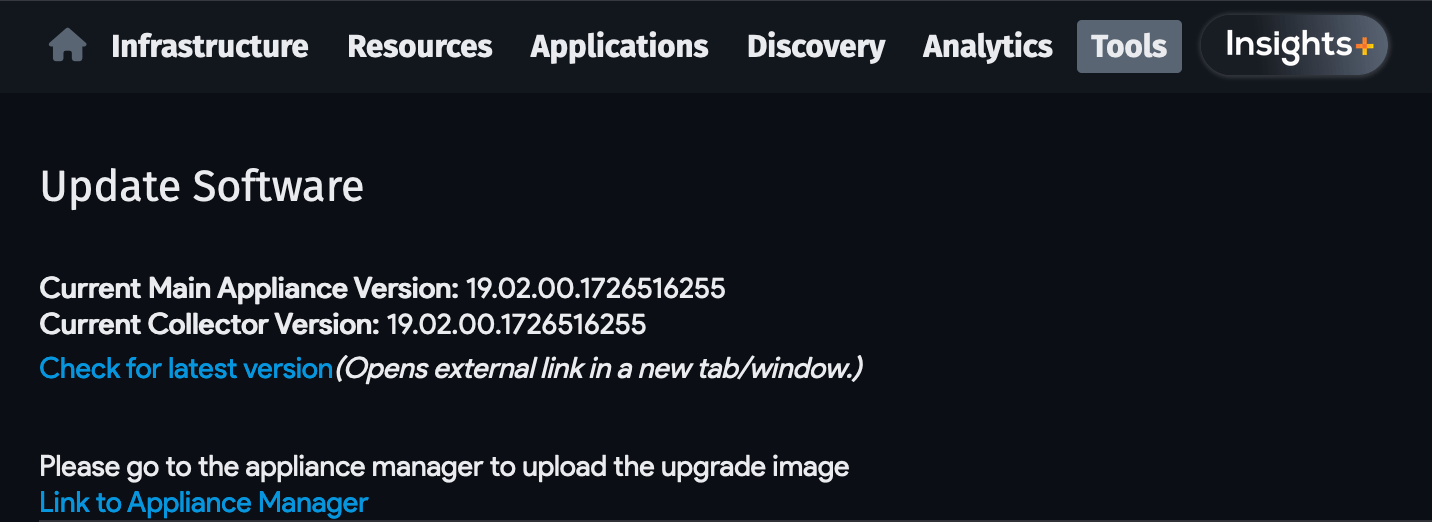 Infrastructure Resources Applications Discovery Analytics Tools Insights+
Update Software
Current Main Appliance Version: 19.02.00.1726516255
Current Collector Version: 19.02.00.1726516255
Check for latest version(Opens external link in a new tab/window.)
Please go to the appliance manager to upload the upgrade image
Link to Appliance Manager